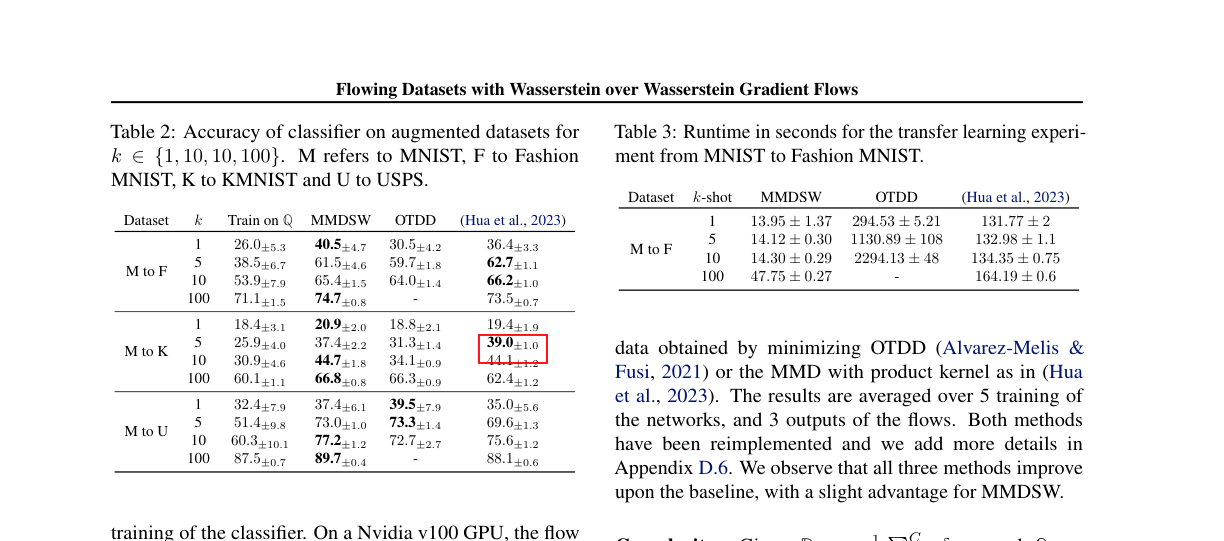 Flowing Datasets with Wasserstein over Wasserstein Gradient Flows
Table 2: Accuracy of classifier on augmented datasets for
k ∈ {1, 10, 10, 100}. M refers to MNIST, F to Fashion
MNIST, K to KMNIST and U to USPS.
Dataset k Train on ℚ MMDSW OTDD (Hua et al., 2023)
M to F
1 26.0±5.3 40.5±4.7 30.5±4.2 36.4±3.3
5 38.5±6.7 61.5±4.6 59.7±1.8 62.7±1.1
10 53.9±7.9 65.4±1.5 64.0±1.4 66.2±1.0
100 71.1±1.5 74.7±0.8 - 73.5±0.7
M to K
1 18.4±3.1 20.9±2.0 18.8±2.1 19.4±1.9
5 25.9±4.0 37.4±2.2 31.3±1.4 39.0±1.0
10 30.9±4.6 44.7±1.8 34.1±0.9 44.1±1.2
100 60.1±1.1 66.8±0.8 66.3±0.9 62.4±1.2
M to U
1 32.4±7.9 37.4±6.1 39.5±7.9 35.0±5.6
5 51.4±9.8 73.0±1.0 73.3±1.4 69.6±1.3
10 60.3±10.1 77.2±1.2 72.7±2.7 75.6±1.2
100 87.5±0.7 89.7±0.4 - 88.1±0.6
training of the classifier. On a Nvidia v100 GPU, the flow
Table 3: Runtime in seconds for the transfer learning experi-
ment from MNIST to Fashion MNIST.
Dataset k-shot MMDSW OTDD (Hua et al., 2023)
M to F
1 13.95 ± 1.37 294.53 ± 5.21 131.77 ± 2
5 14.12 ± 0.30 1130.89 ± 108 132.98 ± 1.1
10 14.30 ± 0.29 2294.13 ± 48 134.35 ± 0.75
100 47.75 ± 0.27 - 164.19 ± 0.6
data obtained by minimizing OTDD (Alvarez-Melis &
Fusi, 2021) or the MMD with product kernel as in (Hua
et al., 2023). The results are averaged over 5 training of
the networks, and 3 outputs of the flows. Both methods
have been reimplemented and we add more details in
Appendix D.6. We observe that all three methods improve
upon the baseline, with a slight advantage for MMDSW.